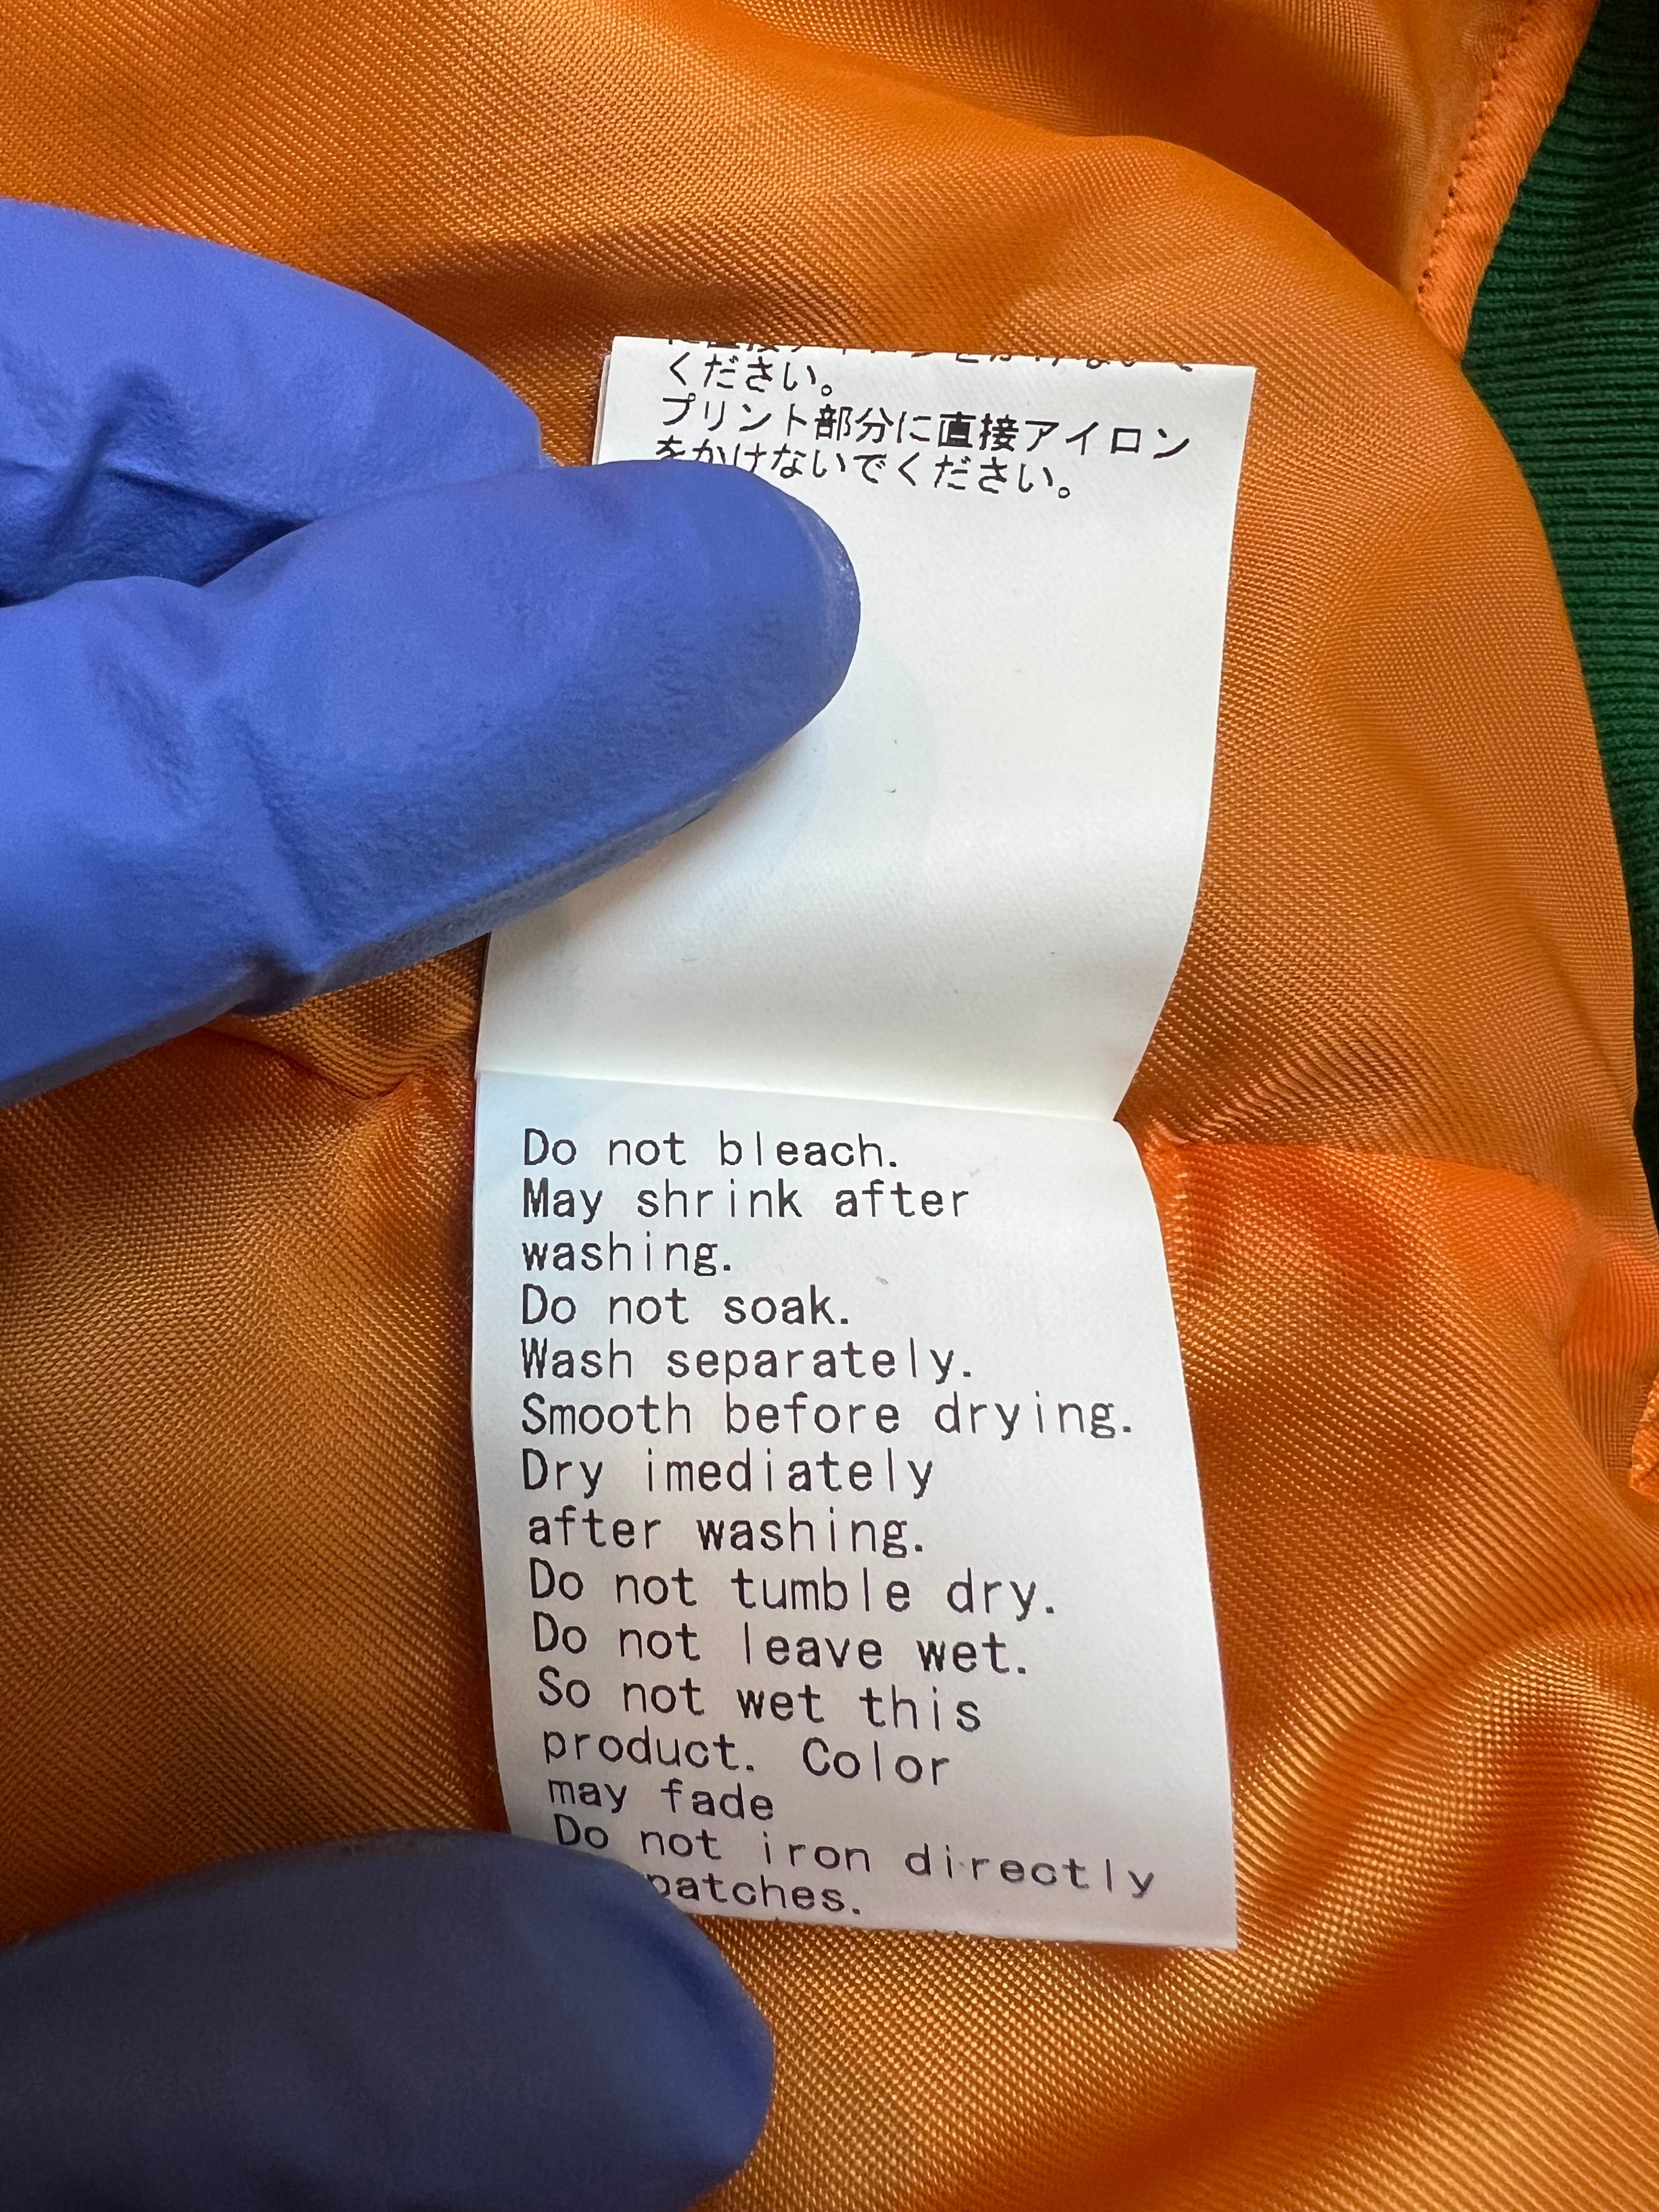 ください。
プリント部分に直接アイロン
をかけないでください。
Do not bleach.
May shrink after
washing.
Do not soak.
Wash separately.
Smooth before drying.
Dry imediately
after washing.
Do not tumble dry.
Do not leave wet.
So not wet this
product. Color
may fade
Do not iron directly
patches.